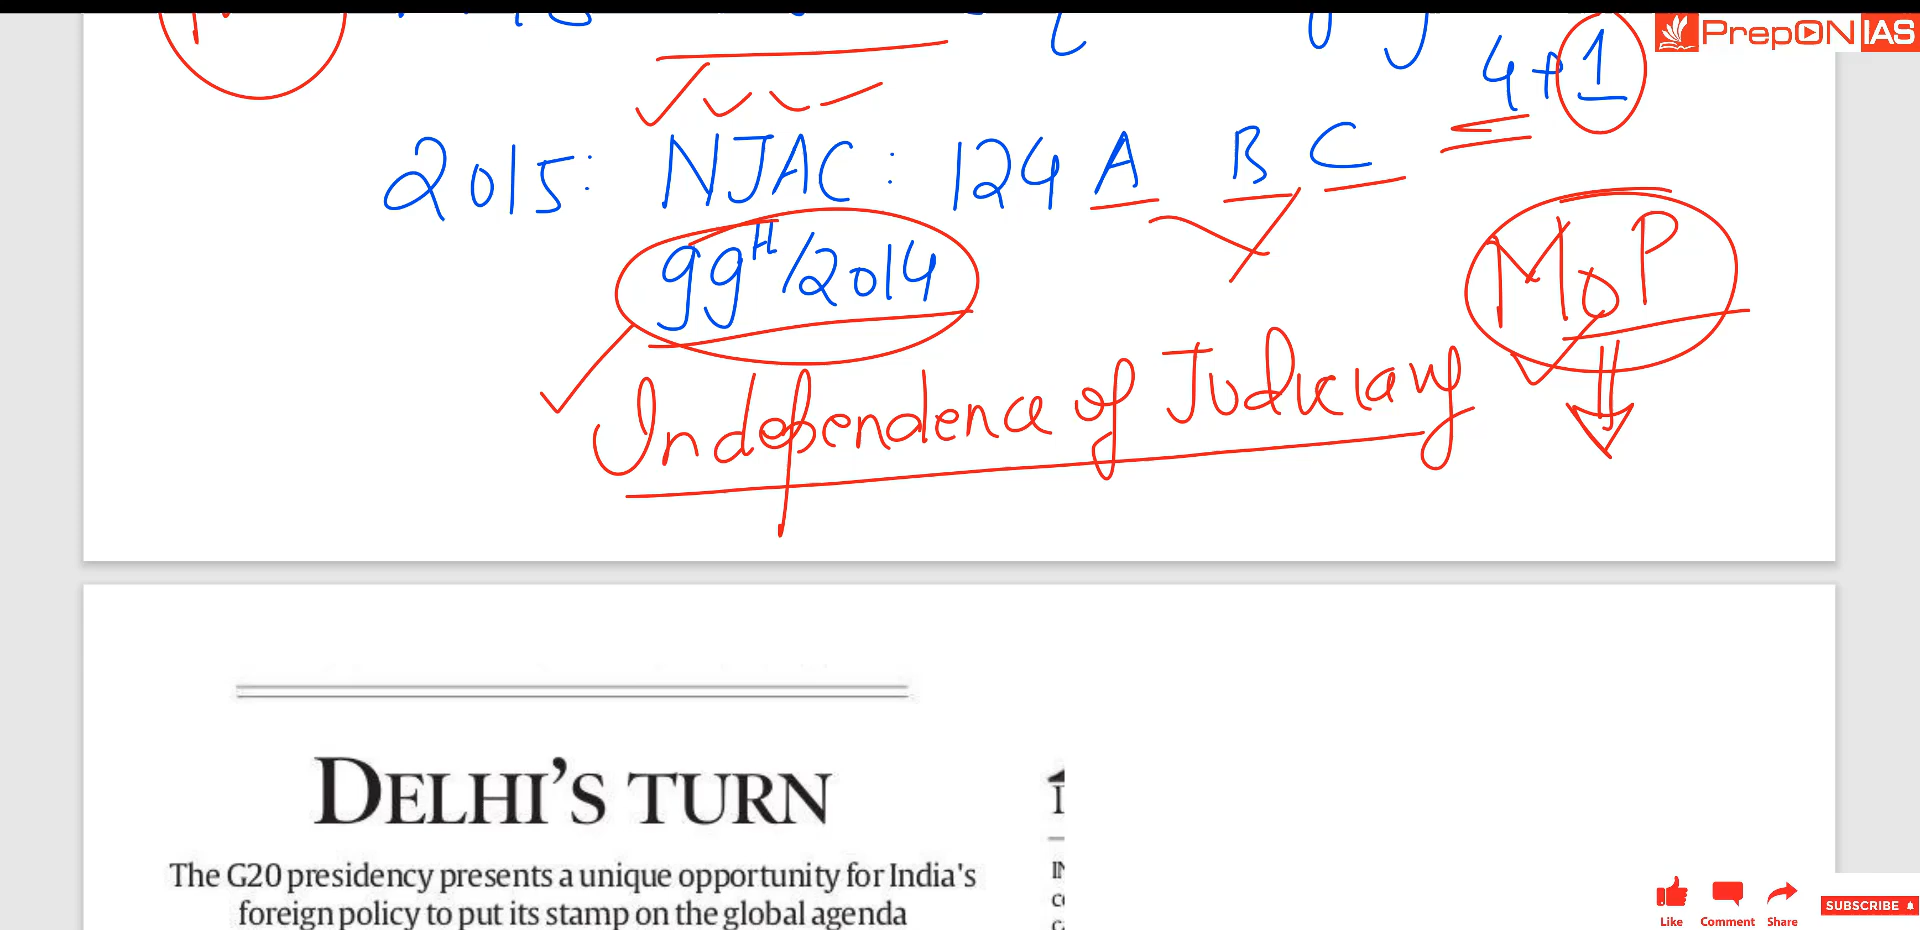 PrepON IAS
4+1
2015: NJAC: 124 A B C
99th/2014
MoP
Independence of Judiciary
DELHI'S TURN
The G20 presidency presents a unique opportunity for India's
foreign policy to put its stamp on the global agenda
Like Comment Share
SUBSCRIBE